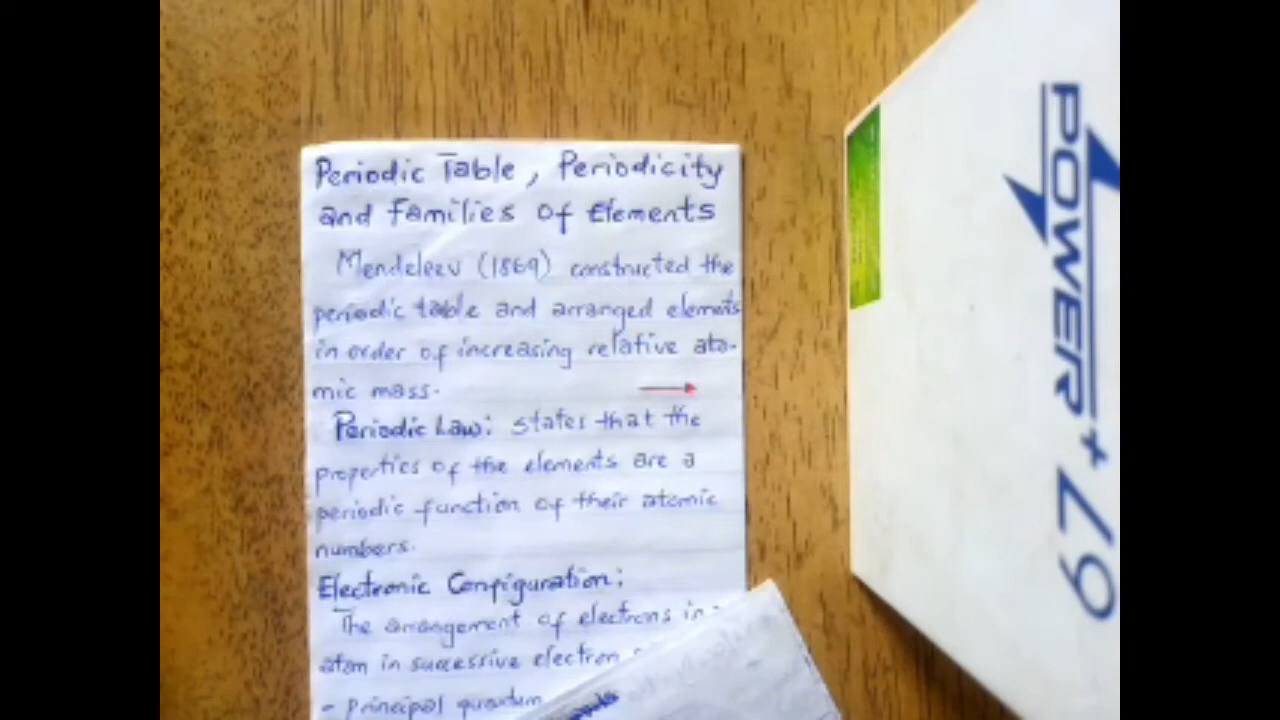 Periodic Table, Periodicity
and Families of Elements
Mendeleev (1869) constructed the
periodic table and arranged elements
in order of increasing relative ato-
mic mass.
Periodic Law: States that the
properties of the elements are a
periodic function of their atomic
numbers.
Electronic Configuration:
The arrangement of electrons in
atom in successive electron
- Principal quantum
POWER + L9